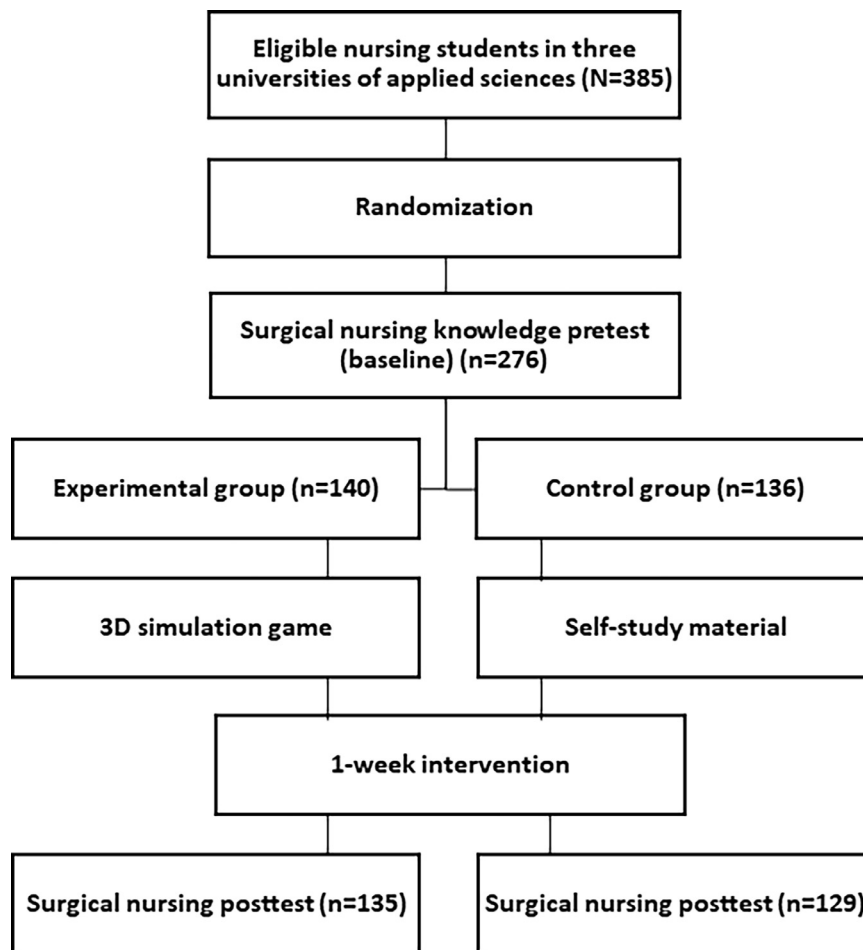 Eligible nursing students in three
universities of applied sciences (N=385)
Randomization
Surgical nursing knowledge pretest
(baseline) (n=276)
Experimental group (n=140)
Control group (n=136)
3D simulation game
Self-study material
1-week intervention
Surgical nursing posttest (n=135)
Surgical nursing posttest (n=129)